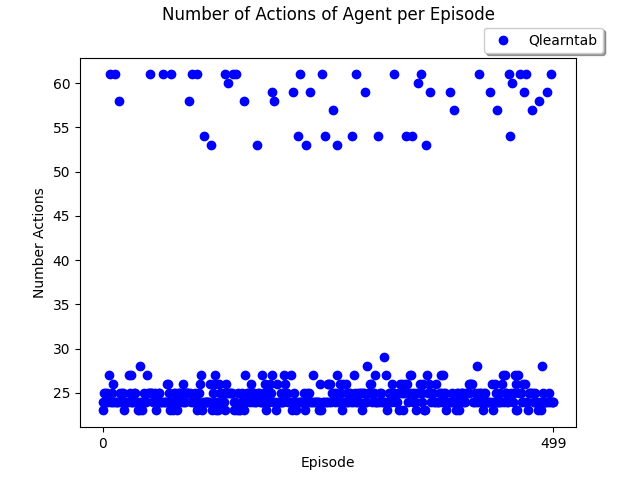 Number of Actions of Agent per Episode
Qlearntab
60
55
50
45
40
35
30
25
Number Actions
0
499
Episode